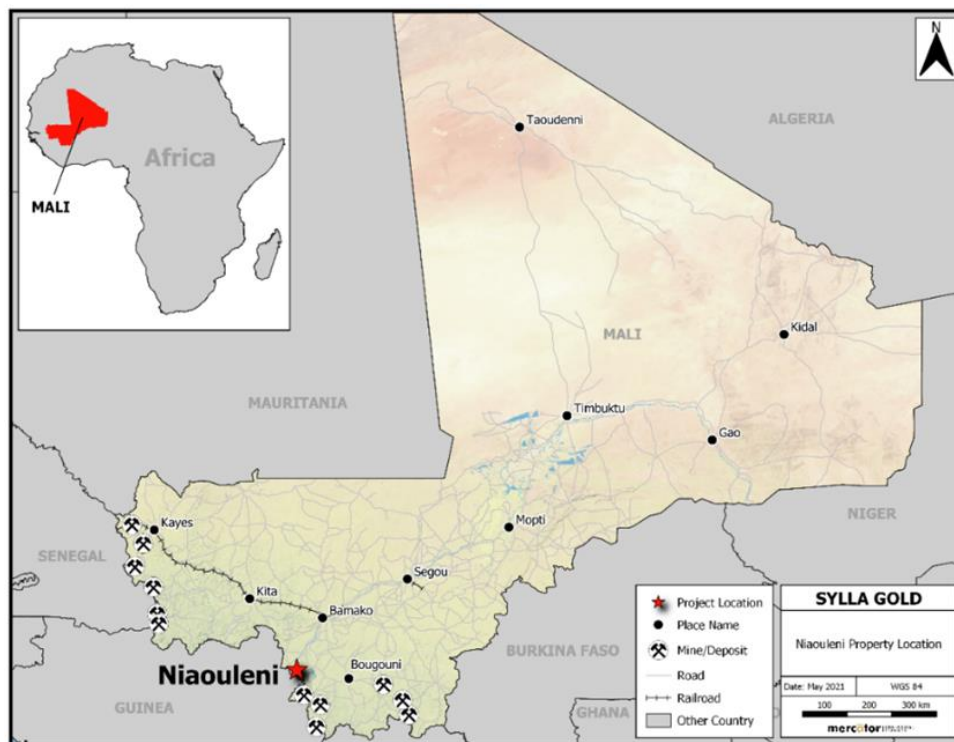 Africa
MALI
N
ALGERIA
Taoudenni
MALI
Kidal
MAURITANIA
Timbuktu
Gao
NIGER
Mopti
Kayes
SENEGAL
Segou
Kita
Bamako
Niaouleni
Bougouni
BURKINA FASO
GUINEA
GHANA
Project Location
Place Name
Mine/Deposit
Road
Railroad
Other Country
SYLLA GOLD
Niaouleni Property Location
Date: May 2021
WGS 84
100 200 300 km
mercator